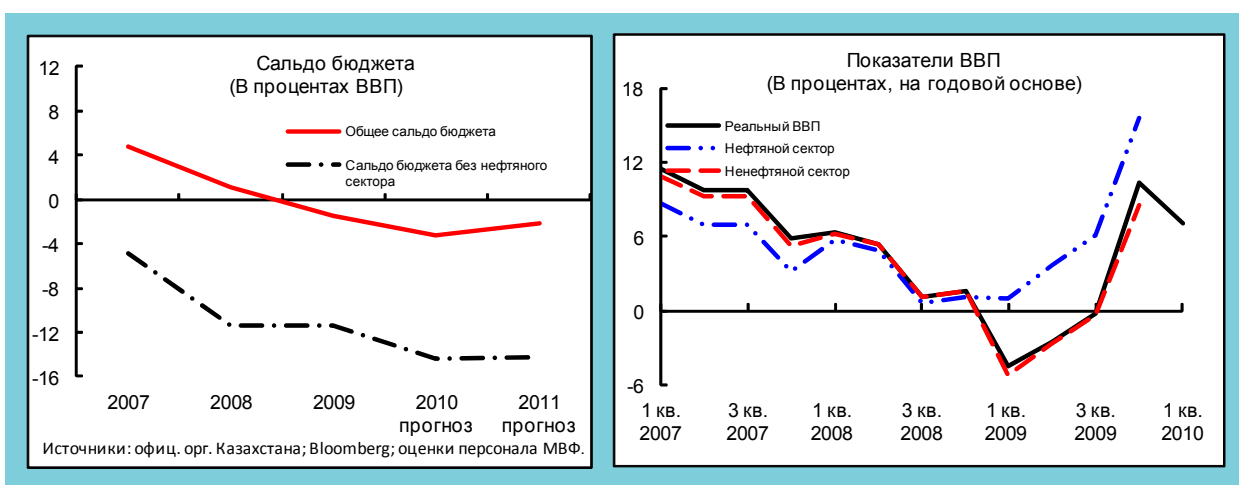 Сальдо бюджета
(В процентах ВВП)
12
8
4
0
-4
-8
-12
-16
Общее сальдо бюджета
Сальдо бюджета без нефтяного
сектора
2007
2008
2009
2010
прогноз
2011
прогноз
Источники: офиц. орг. Казахстана; Bloomberg; оценки персонала МВФ.
Показатели ВВП
(В процентах, на годовой основе)
18
12
6
0
-6
Реальный ВВП
Нефтяной сектор
Ненефтяной сектор
1 кв.
2007
3 кв.
2007
1 кв.
2008
3 кв.
2008
1 кв.
2009
3 кв.
2009
1 кв.
2010